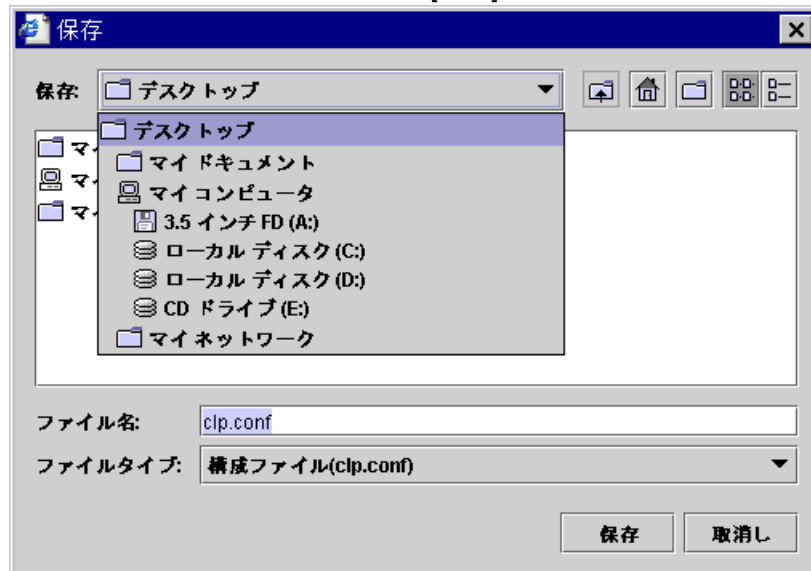 保存
保存: デスクトップ
デスクトップ
マイ ドキュメント
マイ コンピュータ
3.5 インチ FD (A:)
ローカル ディスク (C:)
ローカル ディスク (D:)
CD ドライブ (E:)
マイ ネットワーク
マ
マ
マ
ファイル名: clp.conf
ファイルタイプ: 構成ファイル(clp.conf)
保存 取消し